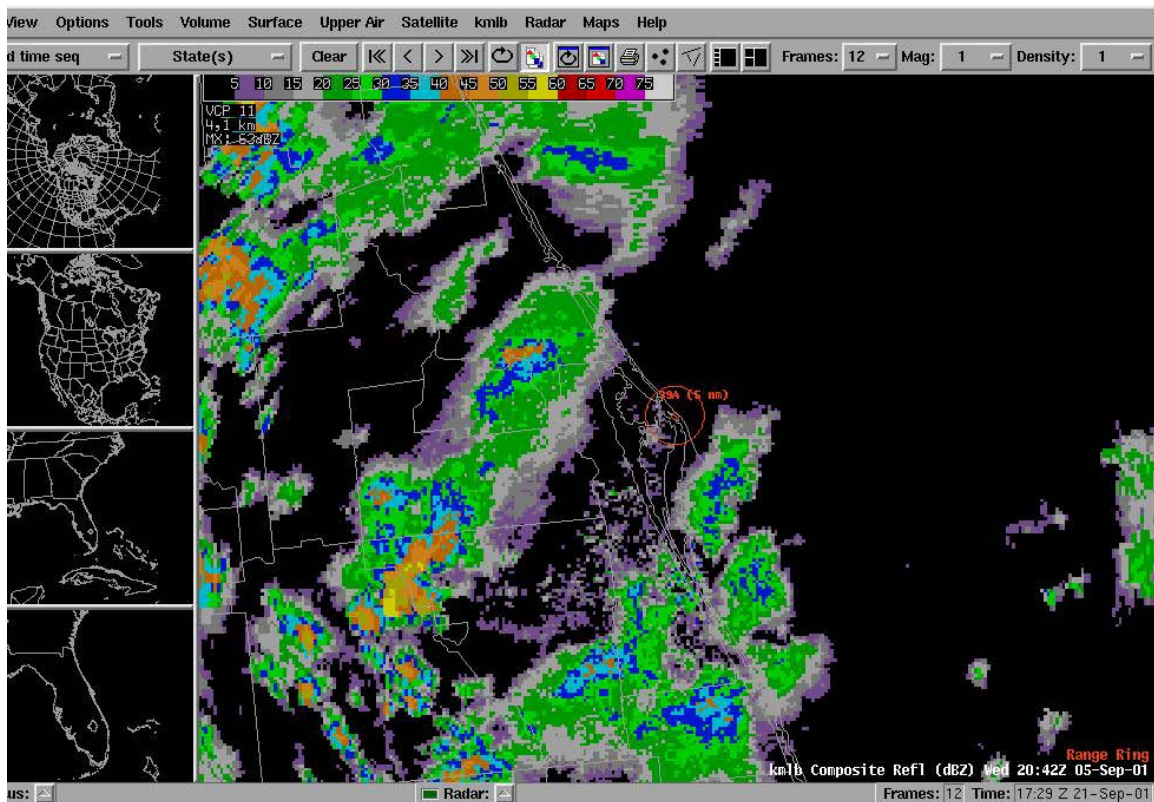 View Options Tools Volume Surface Upper Air Satellite kmlb Radar Maps Help
d time seq State(s) Clear Frames: 12 Mag: 1 Density: 1
5 10 15 20 25 30 35 40 45 50 55 60 65 70 75
VCP 11
4,1 km
MX: 63dBZ
39A (5 nm)
Range Ring
kmlb Composite Refl (dBZ) Wed 20:42Z 05-Sep-01
us: Radar: Frames: 12 Time: 17:29 Z 21-Sep-01